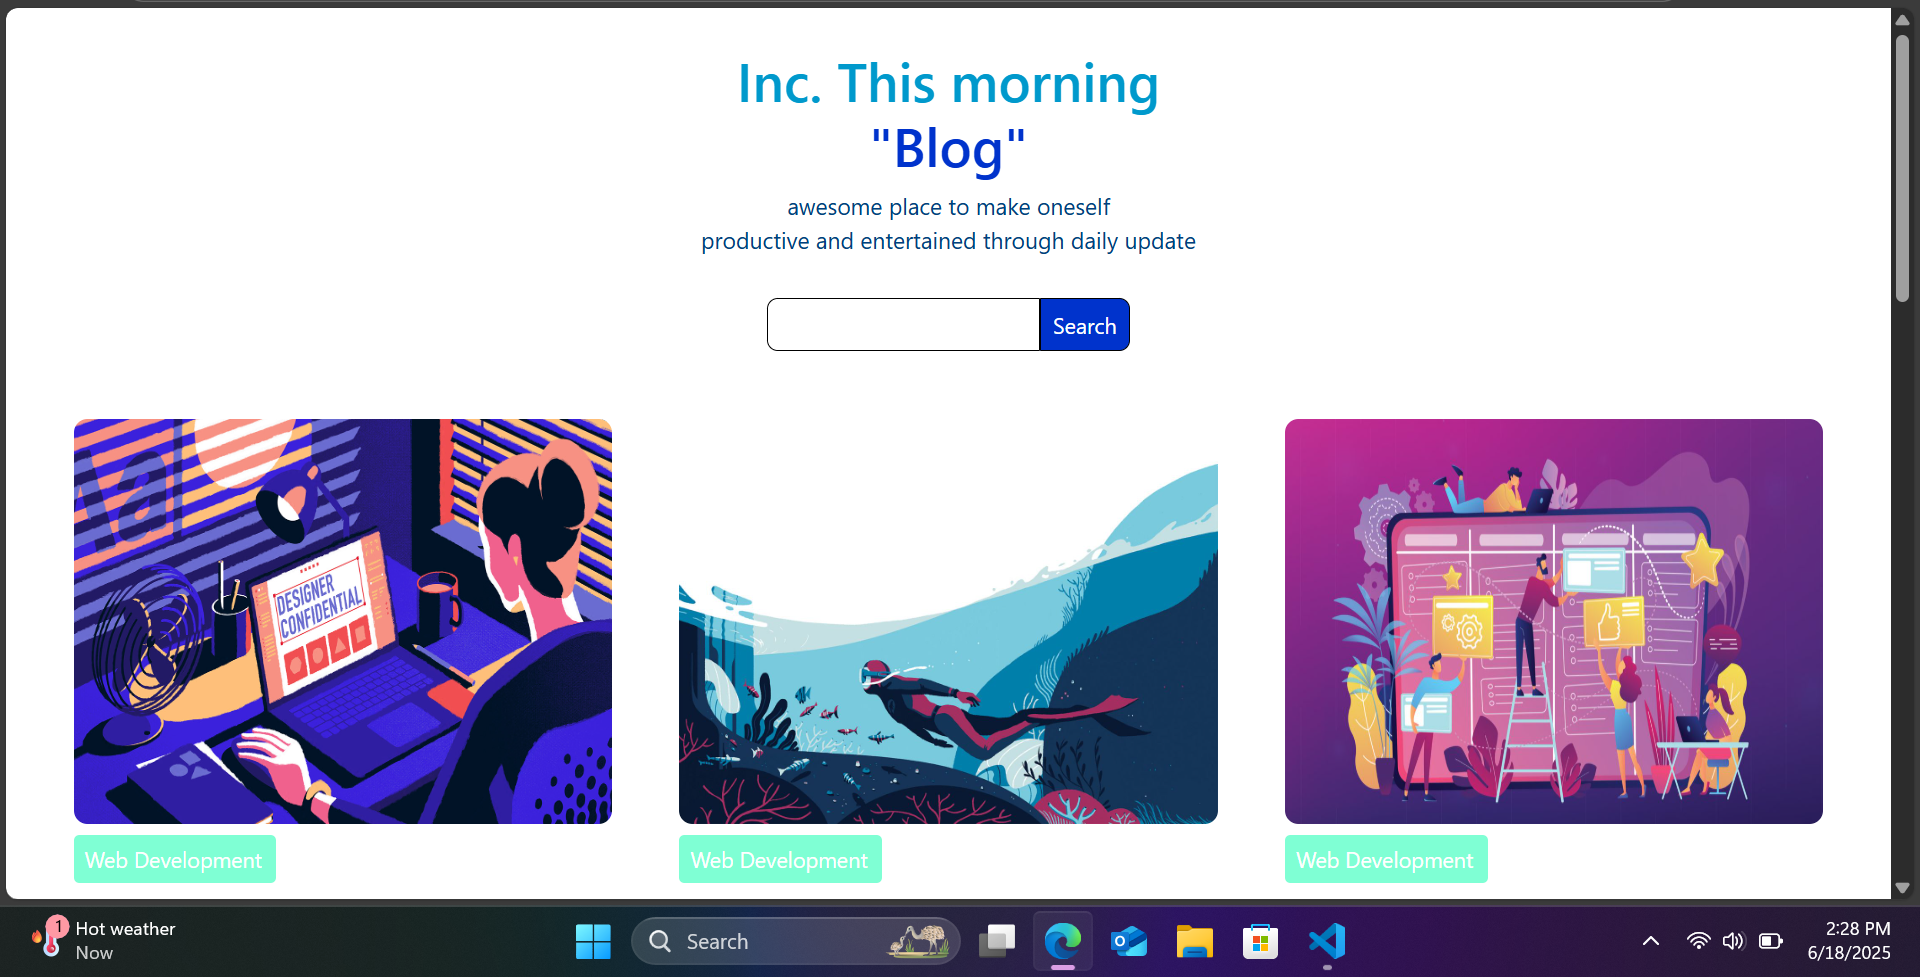 Inc. This morning
"Blog"
awesome place to make oneself
productive and entertained through daily update
Search
DESIGNER
CONFIDENTIAL
Web Development
Web Development
Web Development
1
Hot weather
Now
Search
2:28 PM
6/18/2025